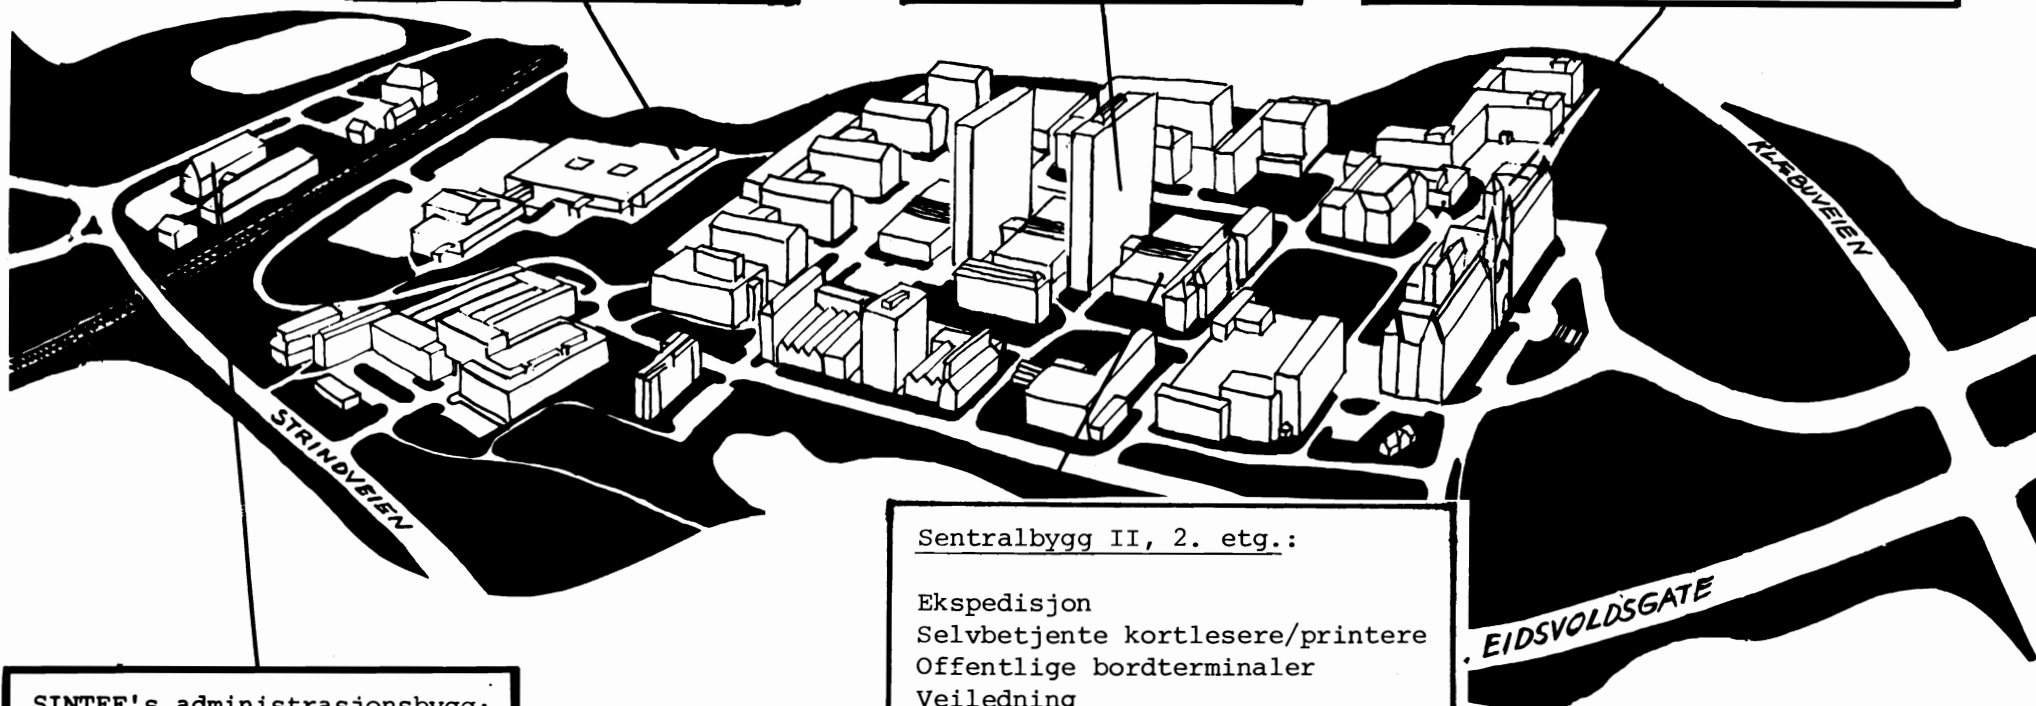 KLÆBUVEIEN
STRINDVEIEN
Sentralbygg II, 2. etg.:
Ekspedisjon
Selvbetjente kortlesere/printere
Offentlige bordterminaler
Veiledning
EIDSVOLDSGATE
SINTEF's administrasjonsbygg: